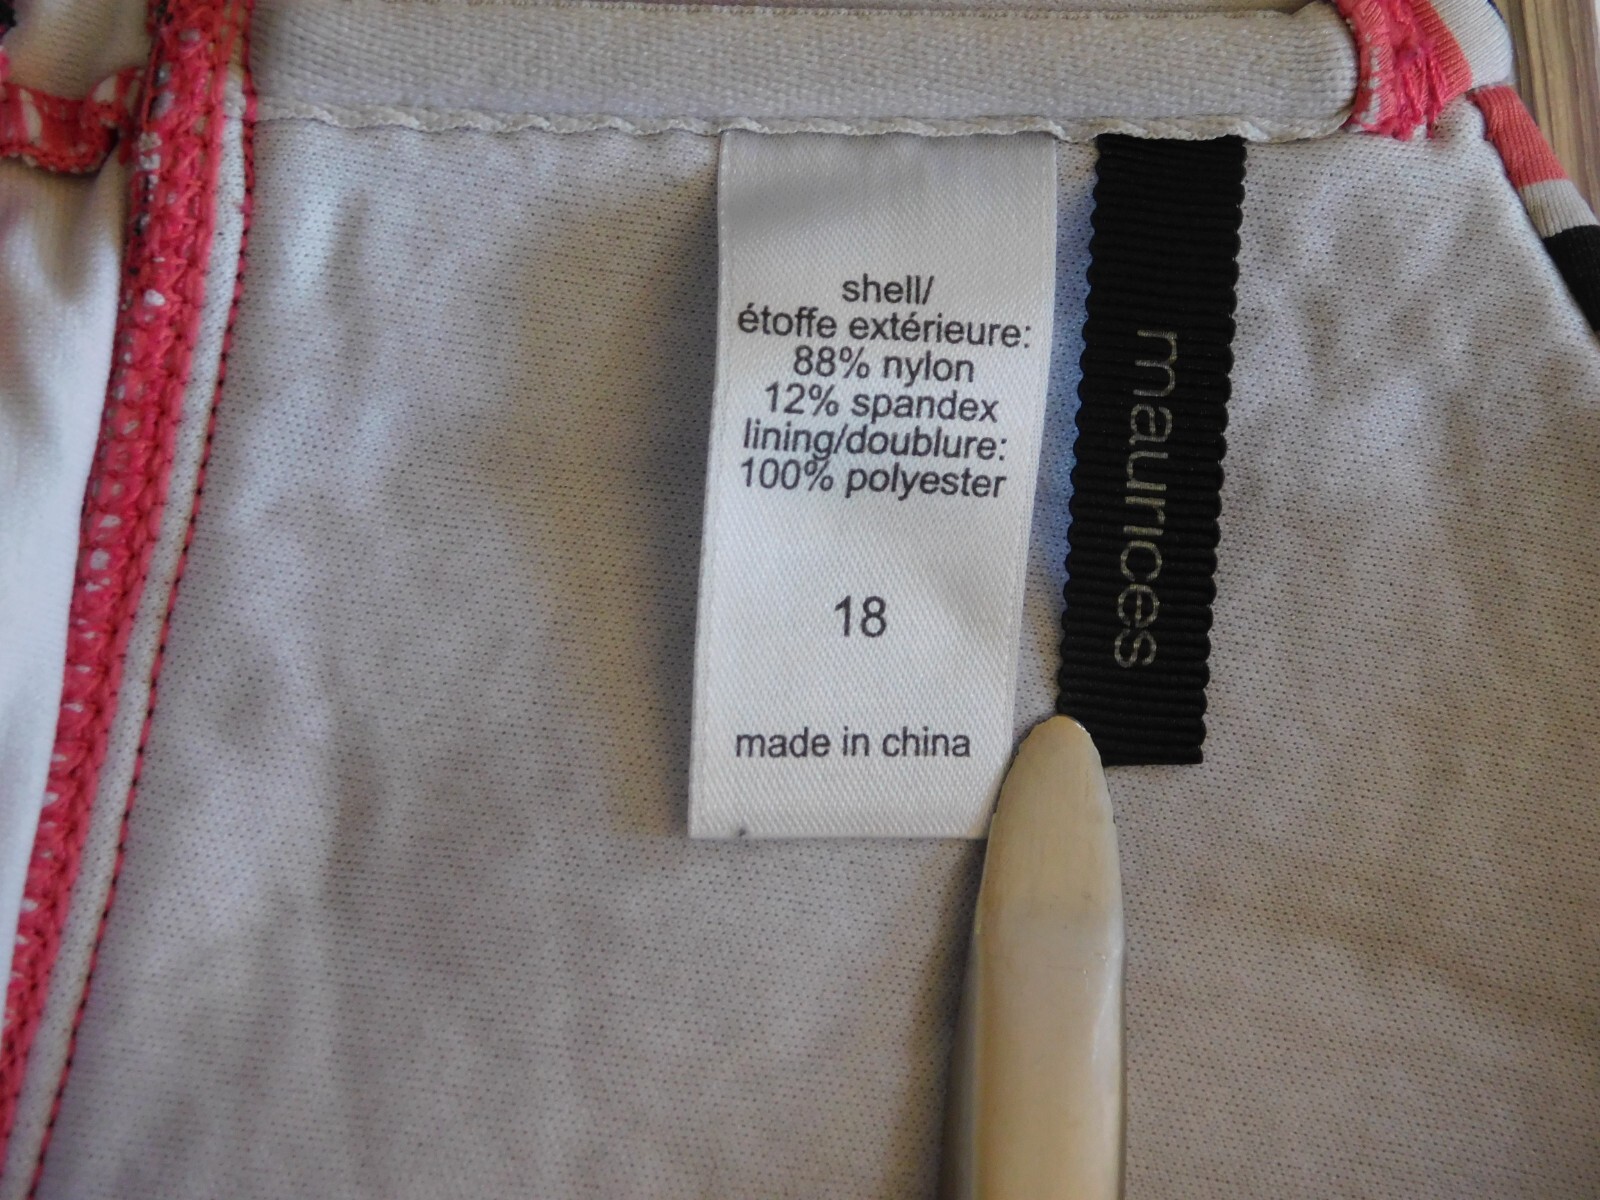 shell/
étoffe extérieure:
88% nylon
12% spandex
lining/doublure:
100% polyester
18
made in china
maurices